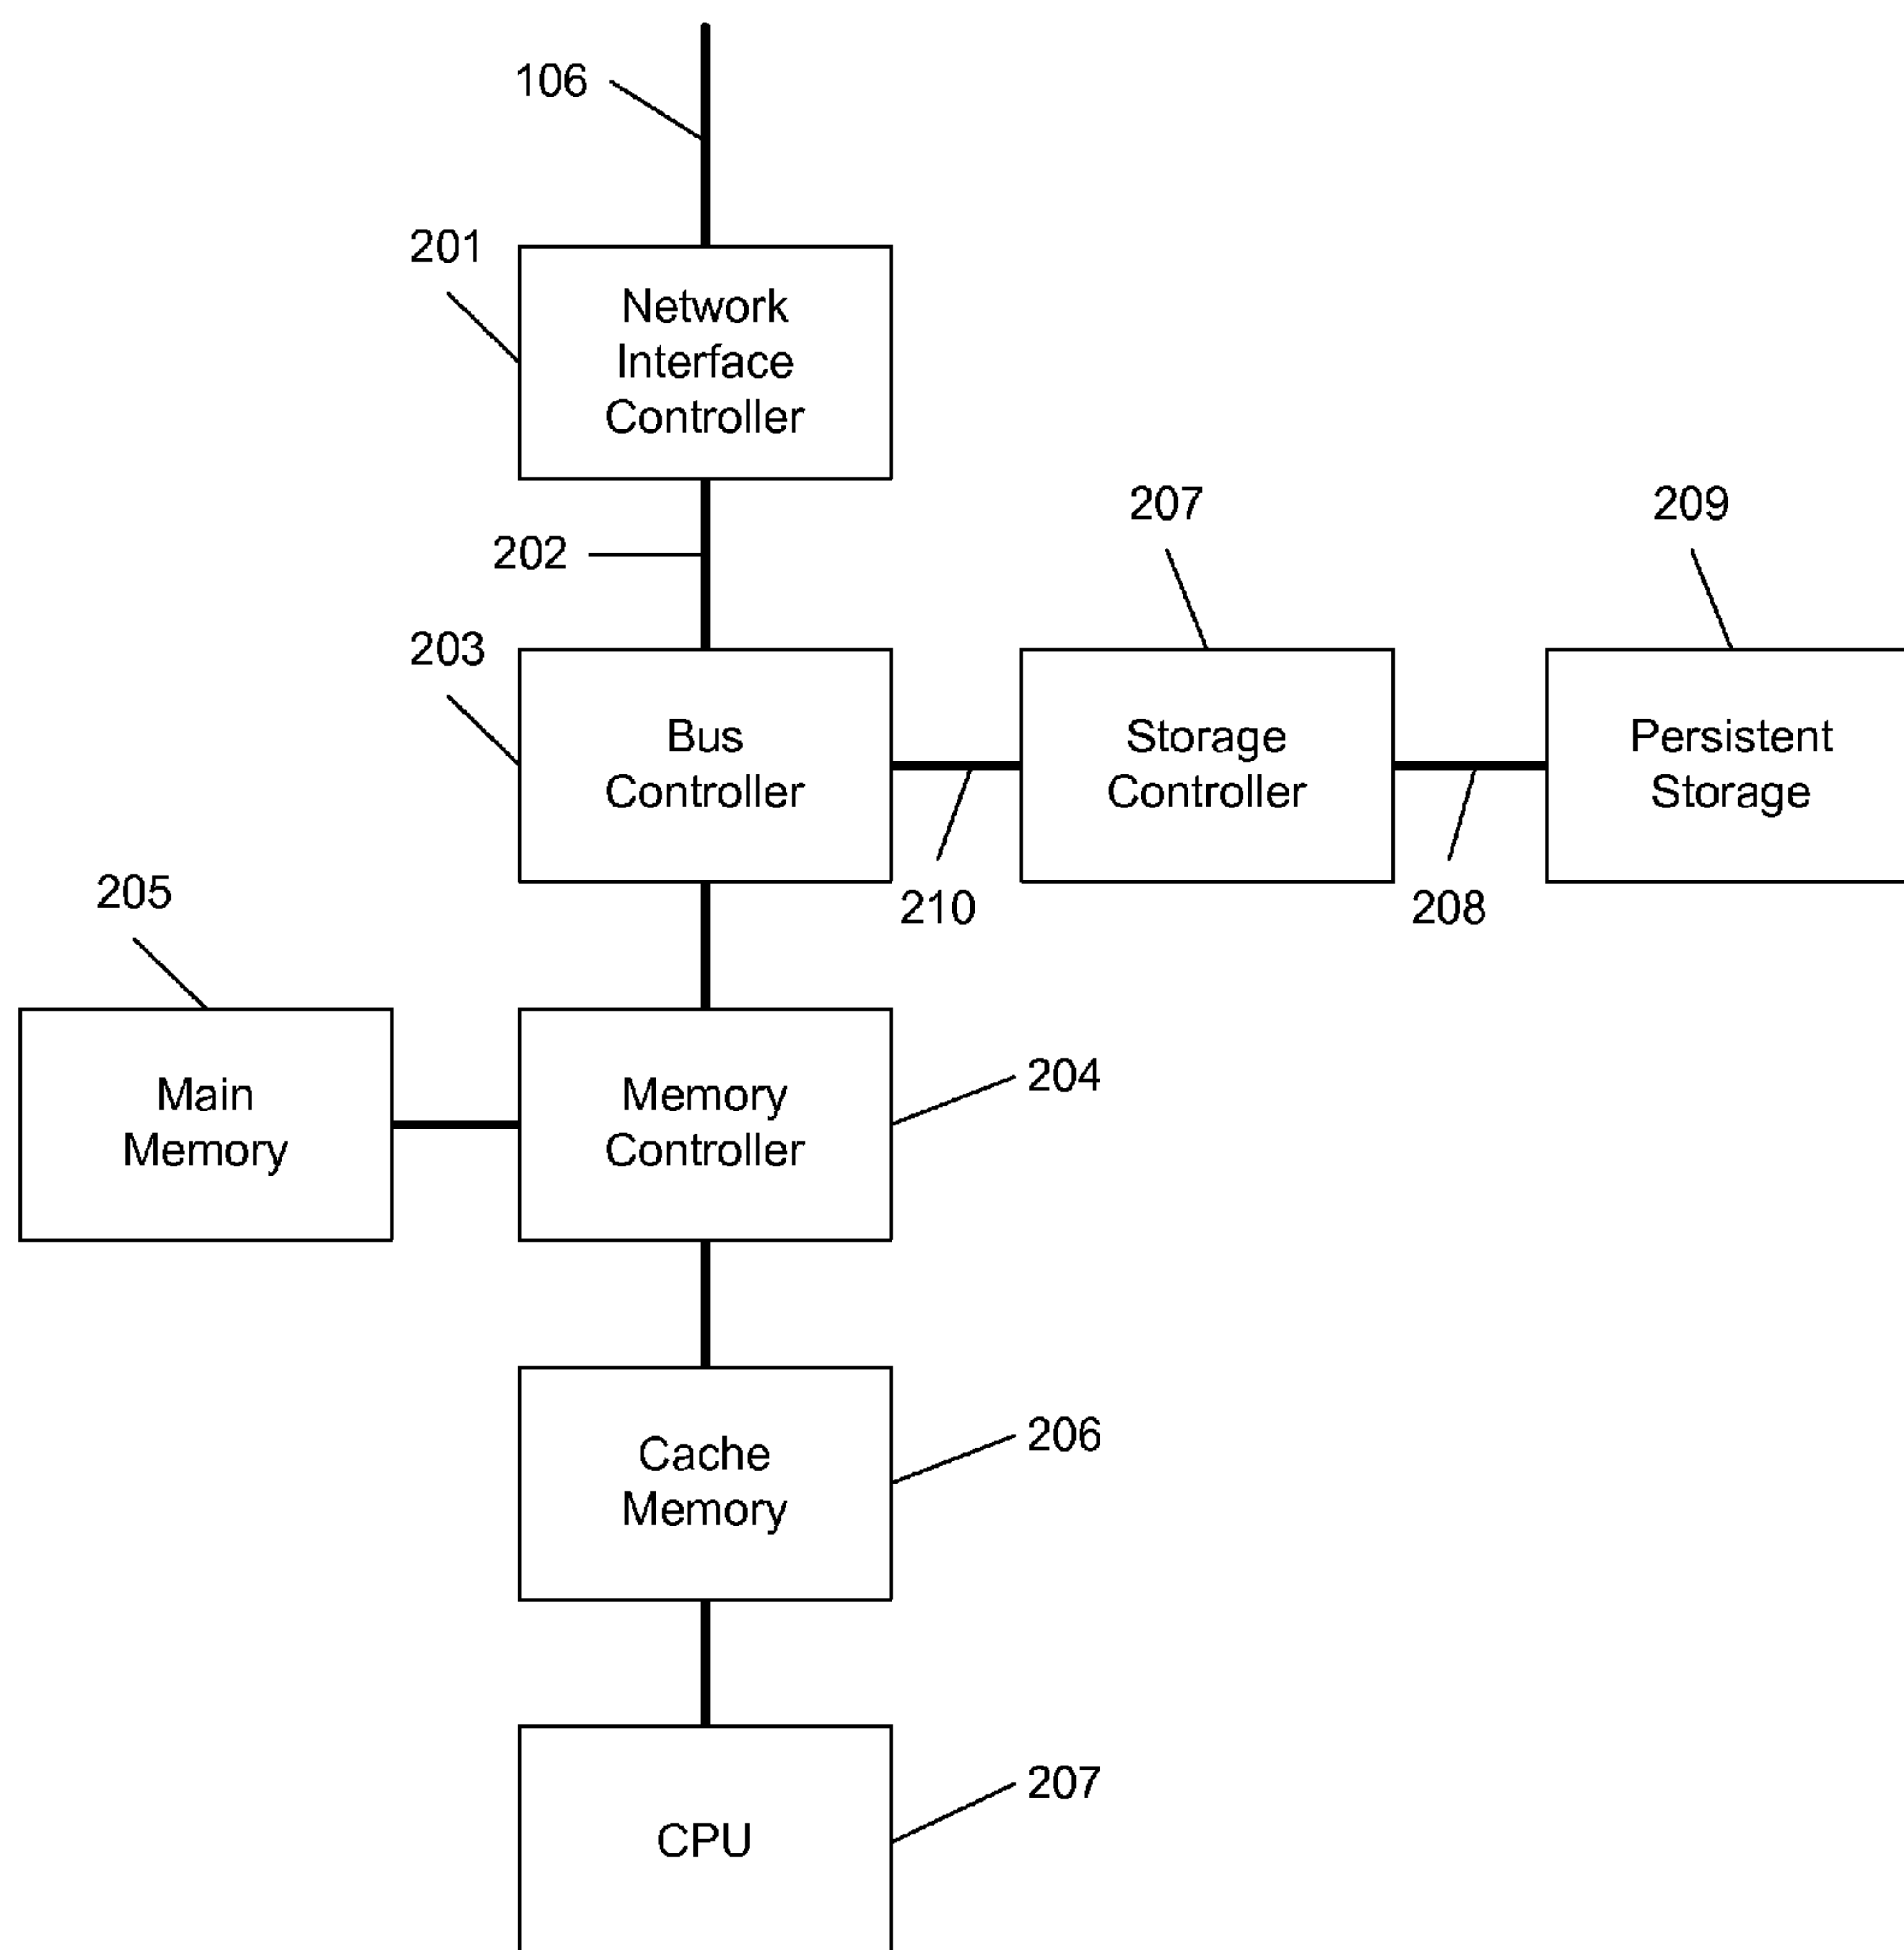 106
201
Network
Interface
Controller
202
207
209
203
Bus
Controller
Storage
Controller
Persistent
Storage
210
208
205
Main
Memory
Memory
Controller
204
Cache
Memory
206
CPU
207